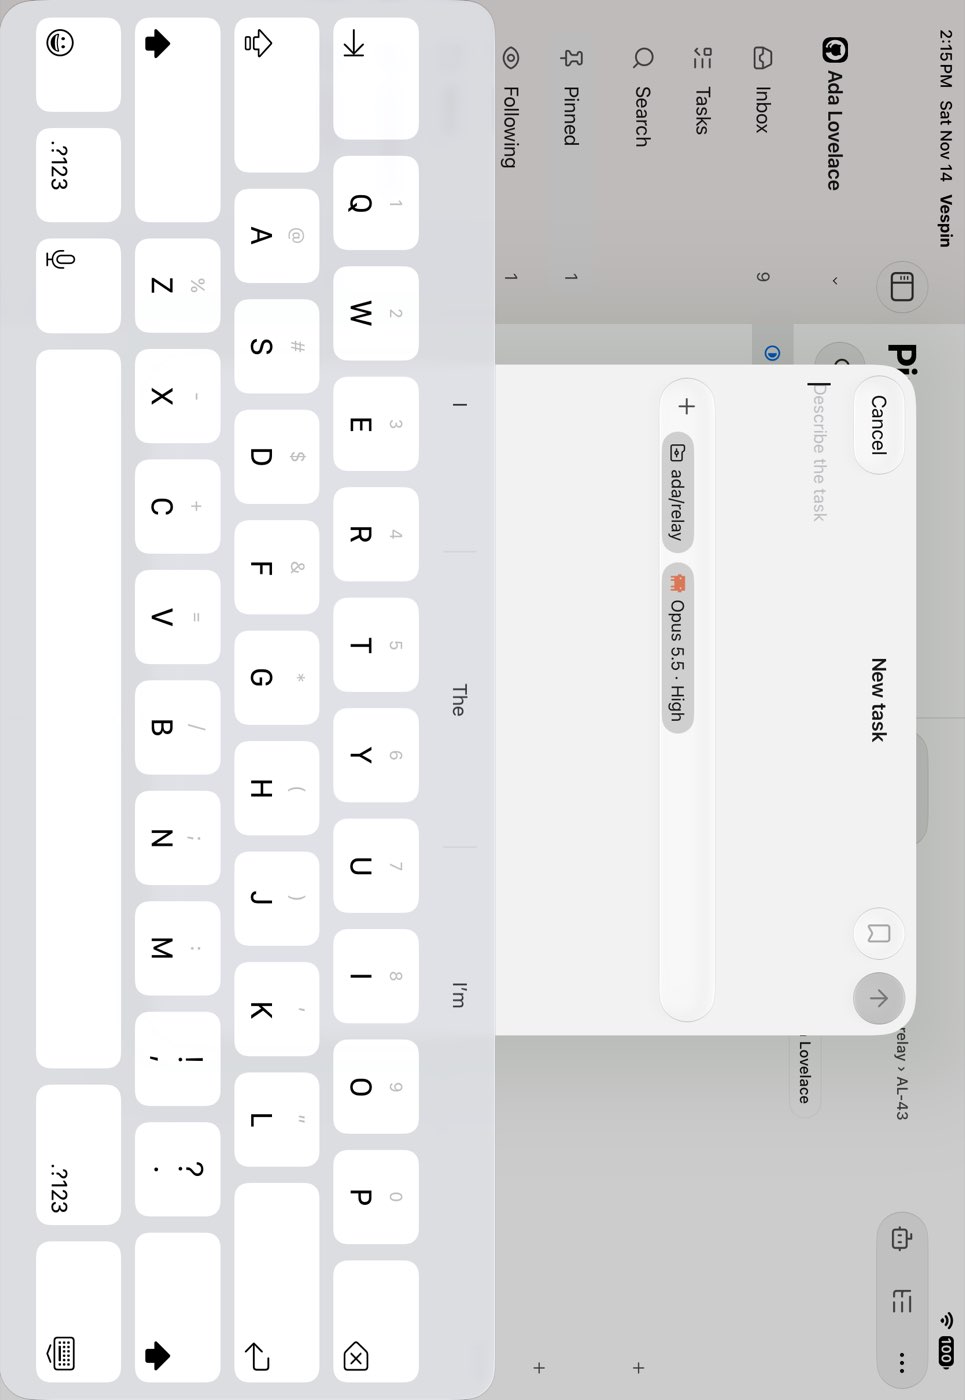 2:15 PM Sat Nov 14 Vespin
100
Ada Lovelace
Inbox 9
Tasks
Search
Pinned 1
Following 1
Pi
relay › AL-43
Lovelace
Cancel
New task
Describe the task
ada/relay
Opus 5.5 · High
I The I’m
1 2 3 4 5 6 7 8 9 0
Q W E R T Y U I O P
@ # $ & * ( ) ' "
A S D F G H J K L
% - + = / ; : ! ?
Z X C V B N M , .
.?123 .?123